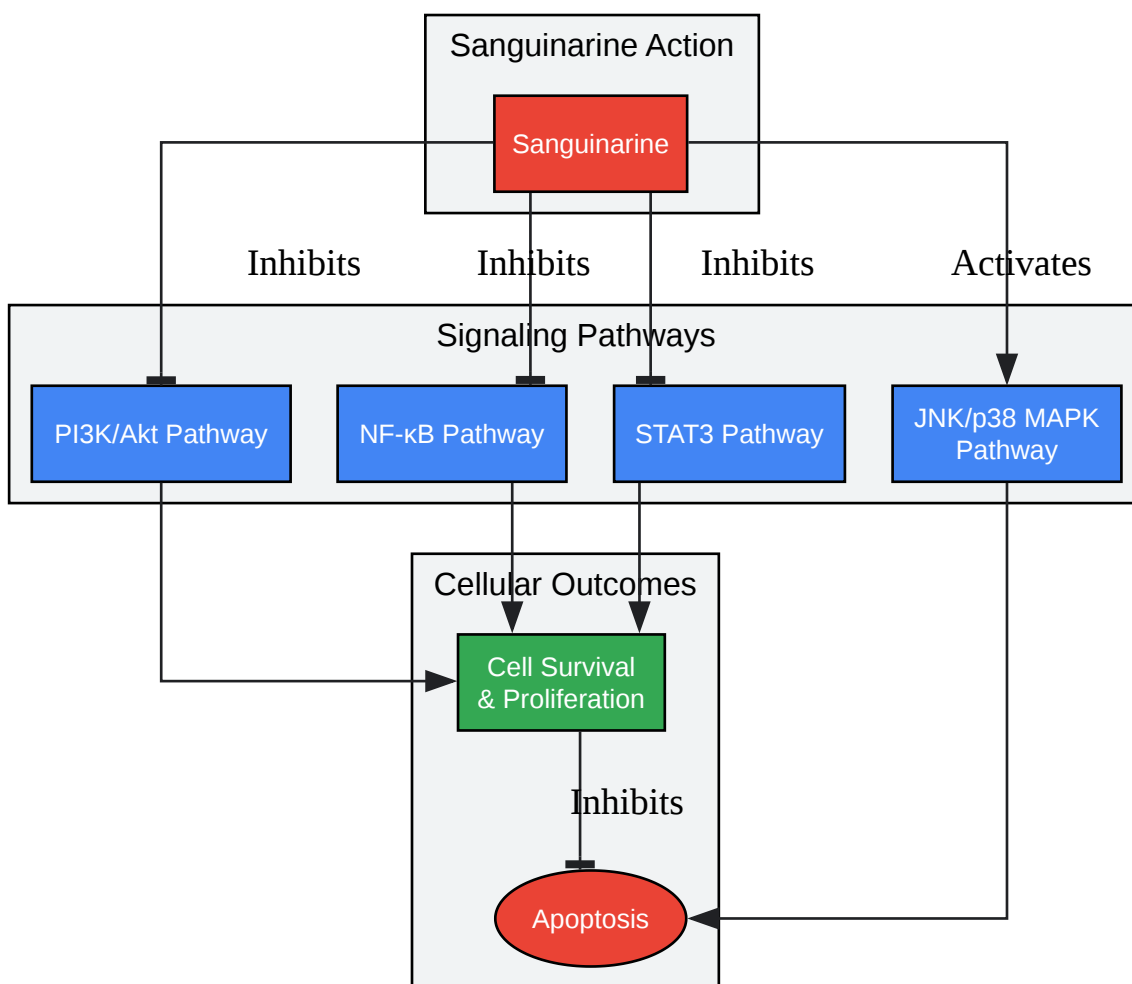 Sanguinarine Action
Sanguinarine
Inhibits
Inhibits
Inhibits
Activates
Signaling Pathways
PI3K/Akt Pathway
NF-κB Pathway
STAT3 Pathway
JNK/p38 MAPK
Pathway
Cellular Outcomes
Cell Survival
& Proliferation
Inhibits
Apoptosis